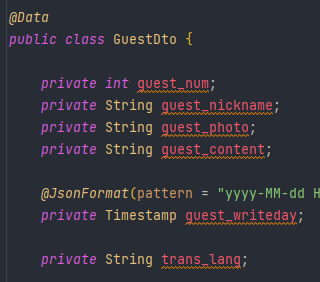 @Data
public class GuestDto {
private int guest_num;
private String guest_nickname;
private String guest_photo;
private String guest_content;
@JsonFormat(pattern = "yyyy-MM-dd H
private Timestamp guest_writeday;
private String trans_lang;